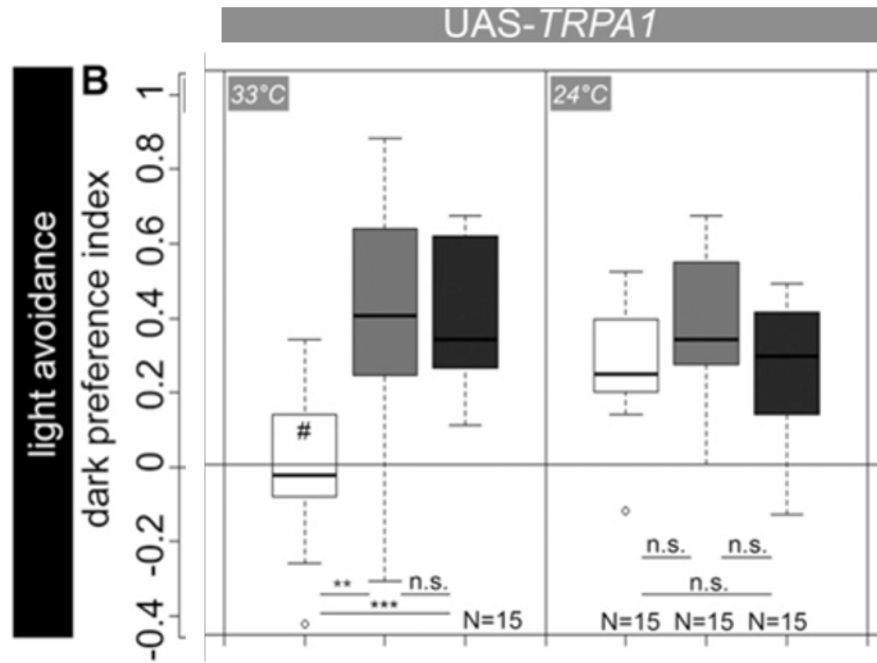 UAS-TRPA1
B
33°C
24°C
light avoidance
dark preference index
1
0.8
0.6
0.4
0.2
0
-0.2
-0.4
#
** n.s.
***
N=15
n.s. n.s.
n.s.
N=15 N=15 N=15